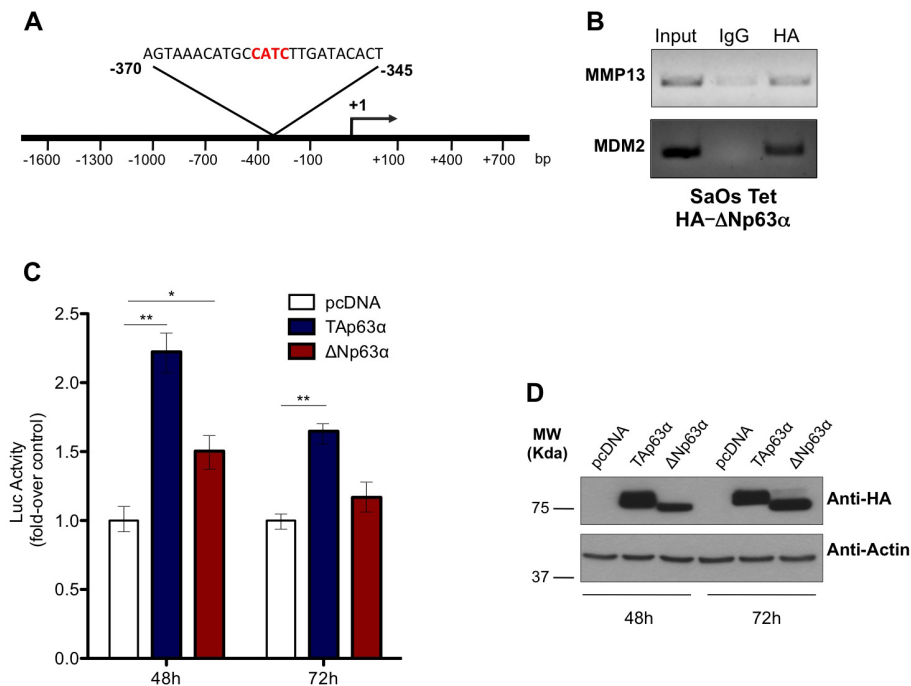 A
AGTAAACATGCCATCTTGATACACT
-370
-345
+1
-1600 -1300 -1000 -700 -400 -100 +100 +400 +700 bp
B
Input IgG HA
MMP13
MDM2
SaOs Tet
HA–ΔNp63α
C
2.5
2.0
1.5
1.0
0.5
0.0
Luc Actvity
(fold-over control)
*
**
**
pcDNA
TAp63α
ΔNp63α
48h 72h
D
MW
(Kda)
pcDNA TAp63α ΔNp63α pcDNA TAp63α ΔNp63α
75
Anti-HA
Anti-Actin
37
48h 72h